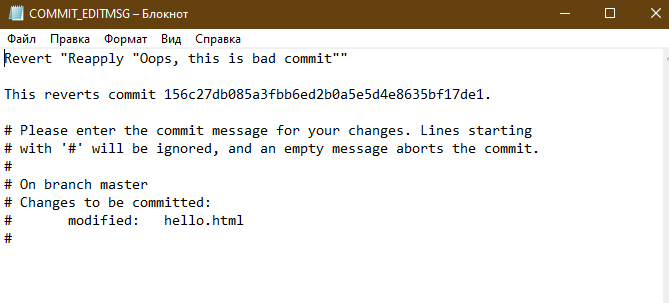 COMMIT_EDITMSG – Блокнот
Файл Правка Формат Вид Справка
Revert "Reapply "Oops, this is bad commit""
This reverts commit 156c27db085a3fbb6ed2b0a5e5d4e8635bf17de1.
# Please enter the commit message for your changes. Lines starting
# with '#' will be ignored, and an empty message aborts the commit.
#
# On branch master
# Changes to be committed:
#       modified:   hello.html
#